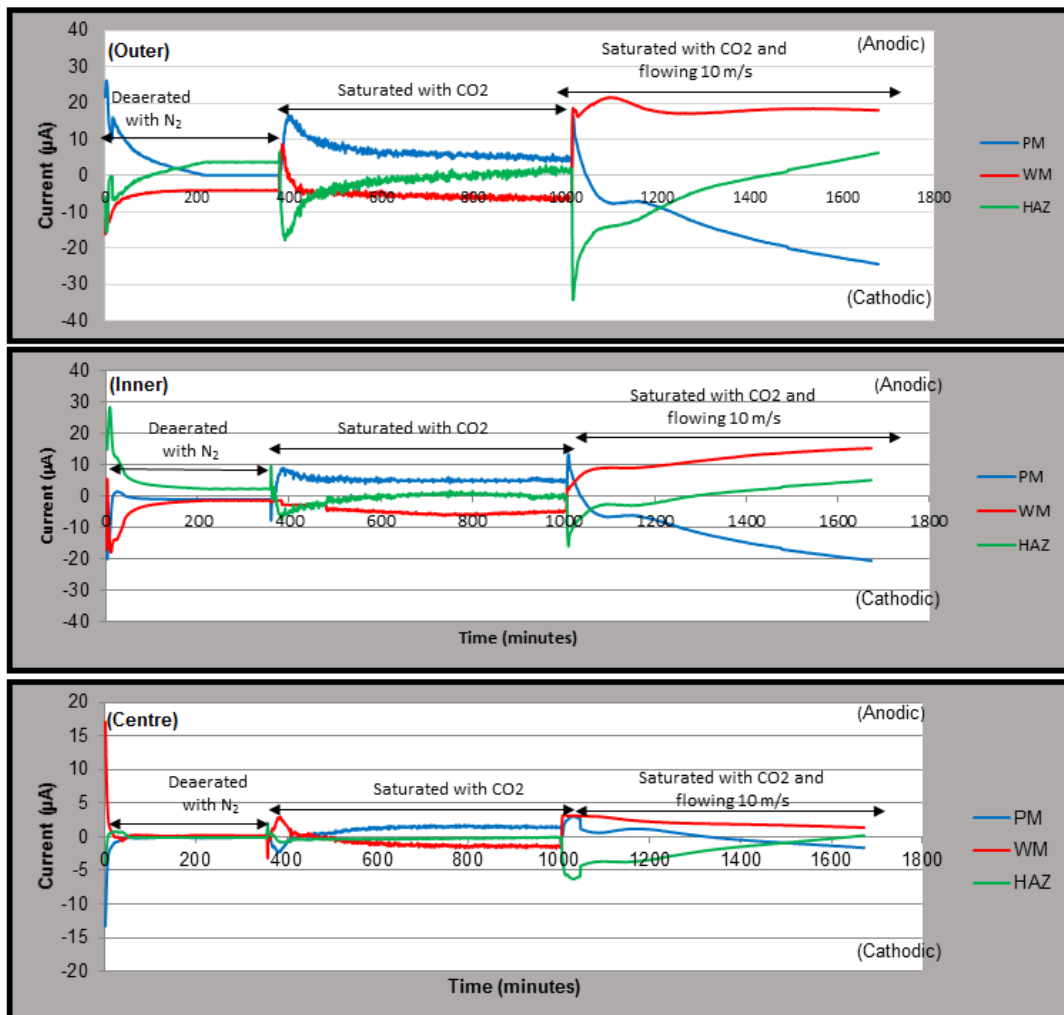 (Outer)
(Anodic)
Saturated with CO2 and
flowing 10 m/s
Deaerated
with N2
Saturated with CO2
Current (µA)
40
30
20
10
0
-10
-20
-30
-40
0 200 400 600 800 1000 1200 1400 1600 1800
(Cathodic)
PM
WM
HAZ
(Inner)
(Anodic)
Saturated with CO2 and
flowing 10 m/s
Deaerated
with N2
Saturated with CO2
Current (µA)
40
30
20
10
0
-10
-20
-30
-40
0 200 400 600 800 1000 1200 1400 1600 1800
(Cathodic)
Time (minutes)
PM
WM
HAZ
(Centre)
(Anodic)
Saturated with CO2 and
flowing 10 m/s
Deaerated
with N2
Saturated with CO2
Current (µA)
20
15
10
5
0
-5
-10
-15
-20
0 200 400 600 800 1000 1200 1400 1600 1800
(Cathodic)
Time (minutes)
PM
WM
HAZ